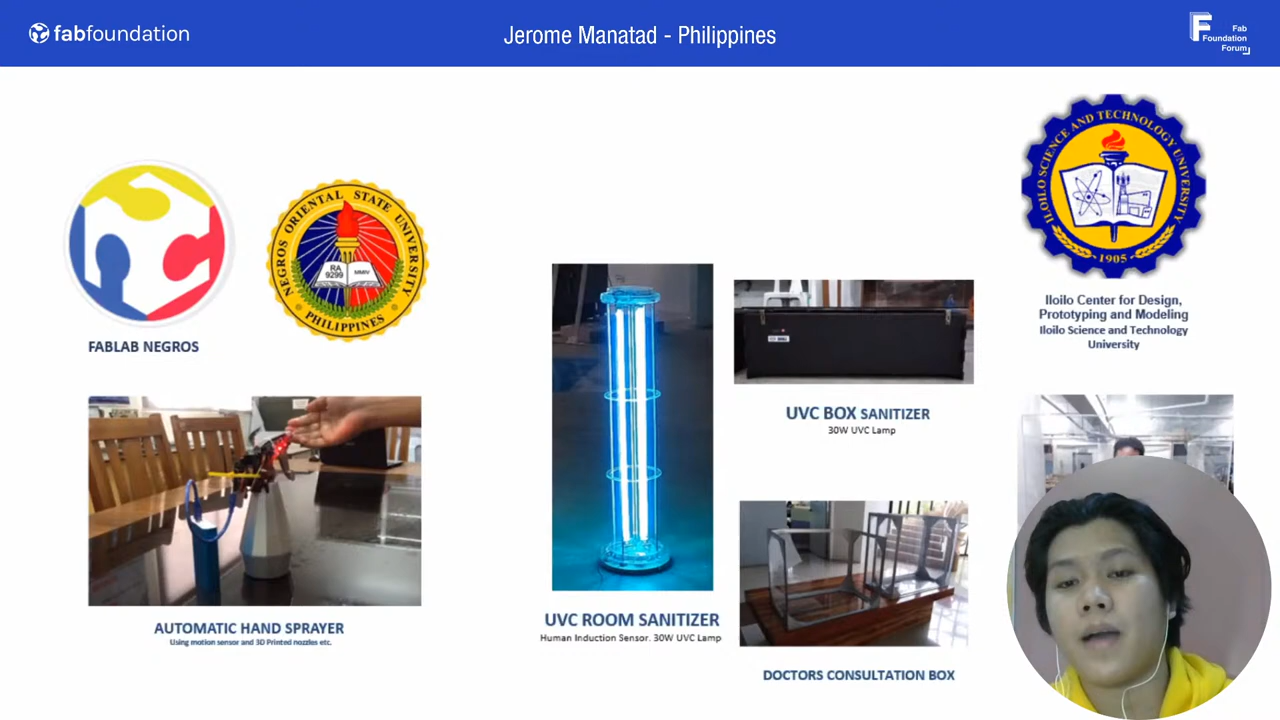 fabfoundation
Jerome Manatad - Philippines
Fab
Foundation
Forum
NEGROS ORIENTAL STATE UNIVERSITY
RA
9299
MMIV
PHILIPPINES
FABLAB NEGROS
ILOILO SCIENCE AND TECHNOLOGY UNIVERSITY
1905
Iloilo Center for Design,
Prototyping and Modeling
Iloilo Science and Technology
University
AUTOMATIC HAND SPRAYER
Using motion sensor and 3D Printed nozzles etc.
UVC ROOM SANITIZER
Human Induction Sensor. 30W UVC Lamp
UVC BOX SANITIZER
30W UVC Lamp
DOCTORS CONSULTATION BOX